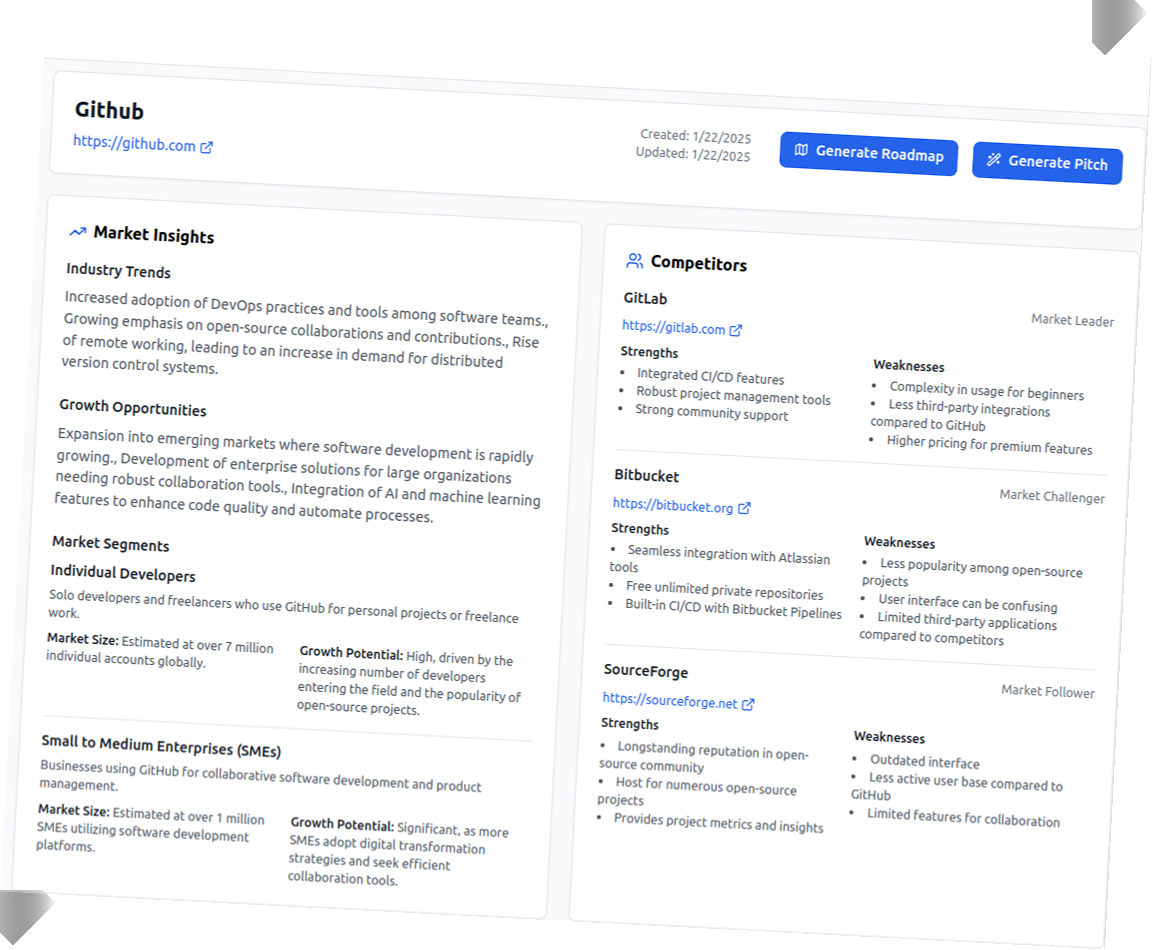 Github
https://github.com
Created: 1/22/2025
Updated: 1/22/2025
Generate Roadmap
Generate Pitch
Market Insights
Industry Trends
Increased adoption of DevOps practices and tools among software teams.,
Growing emphasis on open-source collaborations and contributions., Rise
of remote working, leading to an increase in demand for distributed
version control systems.
Growth Opportunities
Expansion into emerging markets where software development is rapidly
growing., Development of enterprise solutions for large organizations
needing robust collaboration tools., Integration of AI and machine learning
features to enhance code quality and automate processes.
Market Segments
Individual Developers
Solo developers and freelancers who use GitHub for personal projects or freelance
work.
Market Size: Estimated at over 7 million
individual accounts globally.
Growth Potential: High, driven by the
increasing number of developers
entering the field and the popularity of
open-source projects.
Small to Medium Enterprises (SMEs)
Businesses using GitHub for collaborative software development and product
management.
Market Size: Estimated at over 1 million
SMEs utilizing software development
platforms.
Growth Potential: Significant, as more
SMEs adopt digital transformation
strategies and seek efficient
collaboration tools.
Competitors
GitLab
Market Leader
https://gitlab.com
Strengths
• Integrated CI/CD features
• Robust project management tools
• Strong community support
Weaknesses
• Complexity in usage for beginners
• Less third-party integrations
compared to GitHub
• Higher pricing for premium features
Bitbucket
Market Challenger
https://bitbucket.org
Strengths
• Seamless integration with Atlassian
tools
• Free unlimited private repositories
• Built-in CI/CD with Bitbucket Pipelines
Weaknesses
• Less popularity among open-source
projects
• User interface can be confusing
• Limited third-party applications
compared to competitors
SourceForge
Market Follower
https://sourceforge.net
Strengths
• Longstanding reputation in open-
source community
• Host for numerous open-source
projects
• Provides project metrics and insights
Weaknesses
• Outdated interface
• Less active user base compared to
GitHub
• Limited features for collaboration